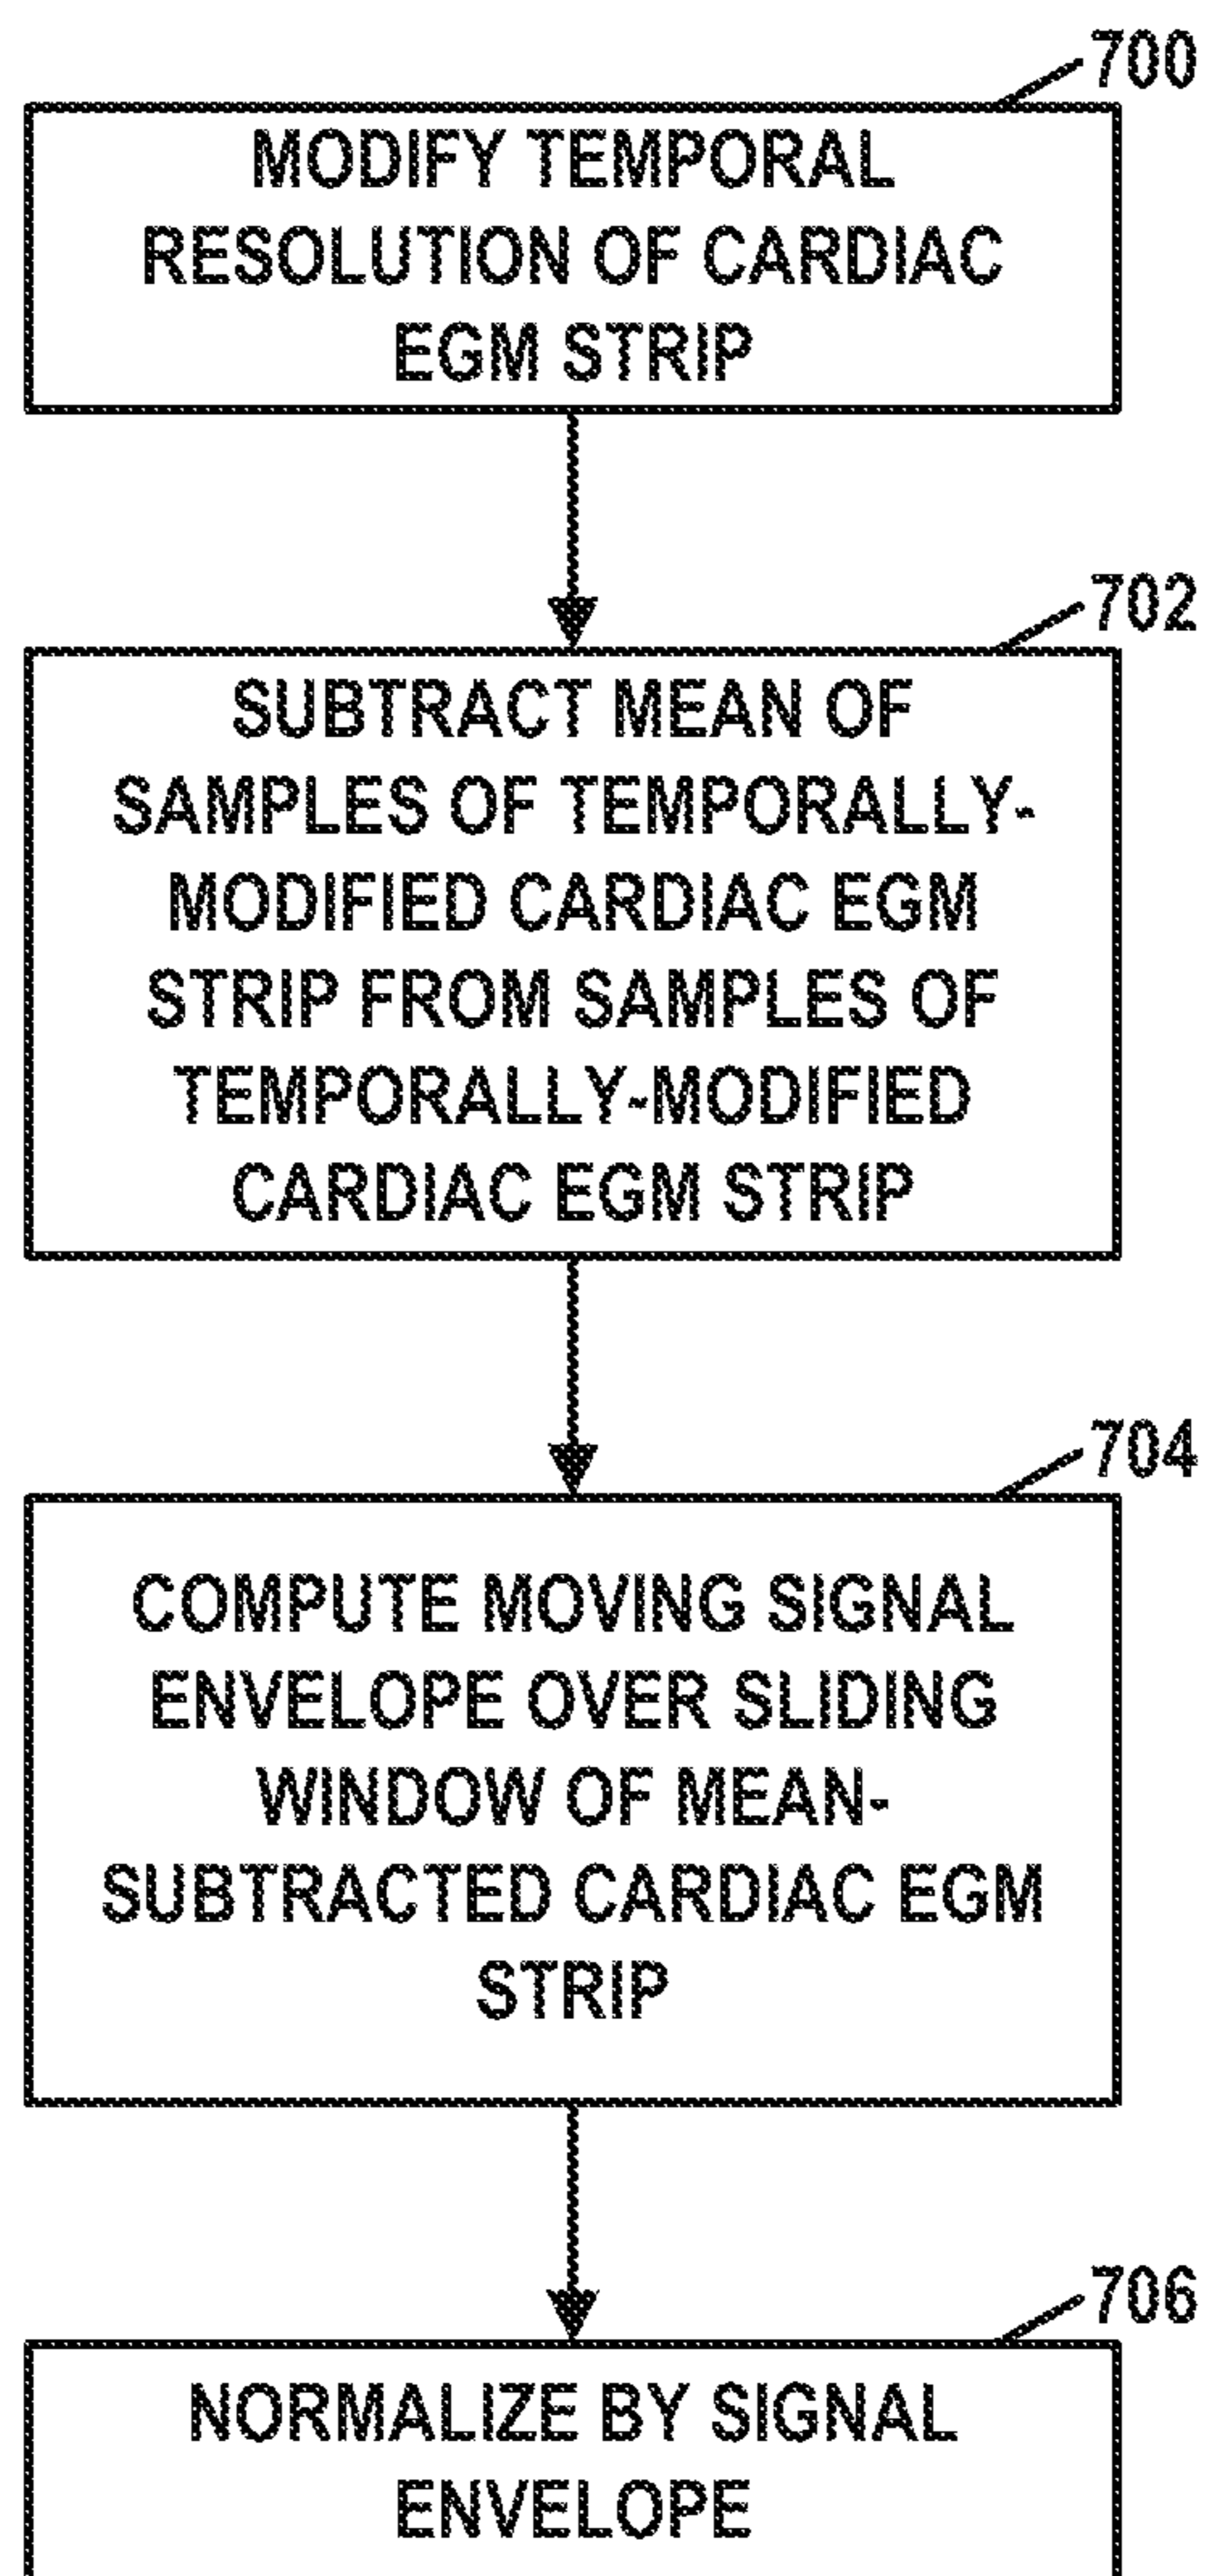 700
MODIFY TEMPORAL
RESOLUTION OF CARDIAC
EGM STRIP
702
SUBTRACT MEAN OF
SAMPLES OF TEMPORALLY-
MODIFIED CARDIAC EGM
STRIP FROM SAMPLES OF
TEMPORALLY-MODIFIED
CARDIAC EGM STRIP
704
COMPUTE MOVING SIGNAL
ENVELOPE OVER SLIDING
WINDOW OF MEAN-
SUBTRACTED CARDIAC EGM
STRIP
706
NORMALIZE BY SIGNAL
ENVELOPE